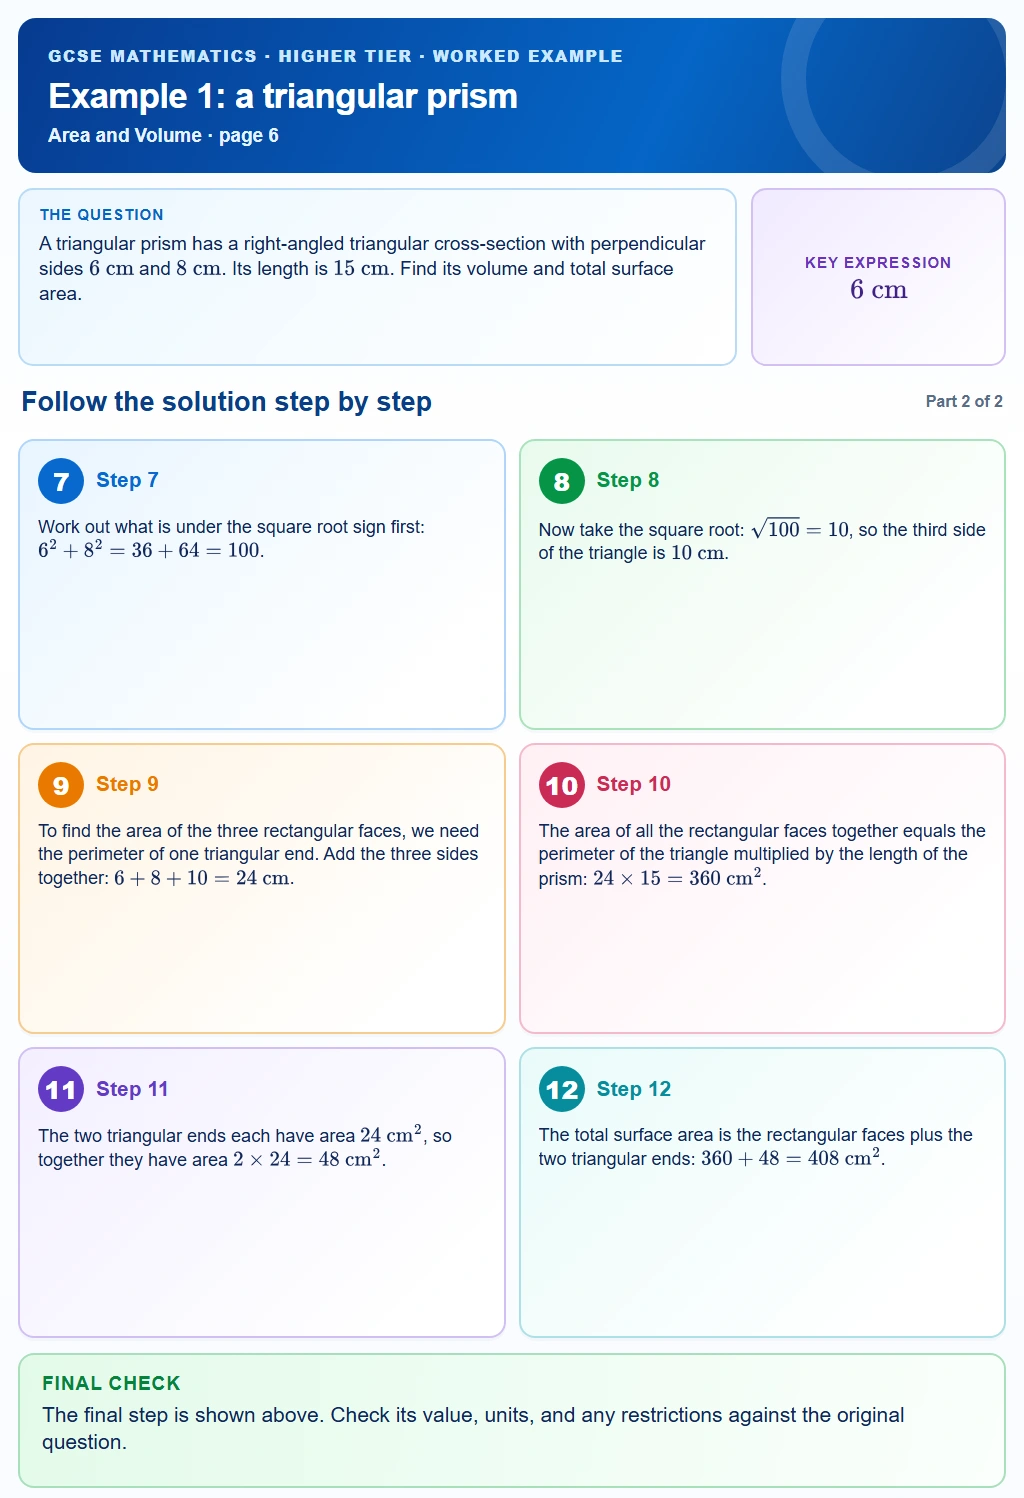 GCSE MATHEMATICS · HIGHER TIER · WORKED EXAMPLE
Example 1: a triangular prism
Area and Volume · page 6
THE QUESTION
A triangular prism has a right-angled triangular cross-section with perpendicular
sides 6 cm and 8 cm. Its length is 15 cm. Find its volume and total surface
area.
KEY EXPRESSION
6 cm
Follow the solution step by step
Part 2 of 2
7 Step 7
Work out what is under the square root sign first:
6² + 8² = 36 + 64 = 100.
8 Step 8
Now take the square root: √100 = 10, so the third side
of the triangle is 10 cm.
9 Step 9
To find the area of the three rectangular faces, we need
the perimeter of one triangular end. Add the three sides
together: 6 + 8 + 10 = 24 cm.
10 Step 10
The area of all the rectangular faces together equals the
perimeter of the triangle multiplied by the length of the
prism: 24 × 15 = 360 cm².
11 Step 11
The two triangular ends each have area 24 cm², so
together they have area 2 × 24 = 48 cm².
12 Step 12
The total surface area is the rectangular faces plus the
two triangular ends: 360 + 48 = 408 cm².
FINAL CHECK
The final step is shown above. Check its value, units, and any restrictions against the original
question.